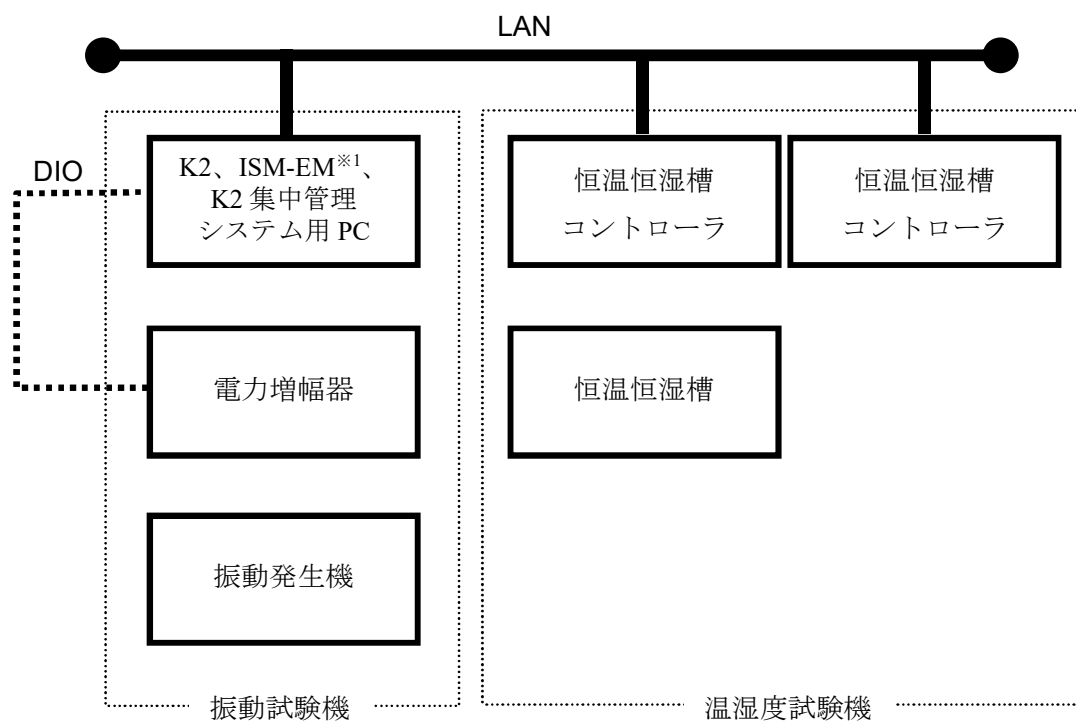 LAN
DIO
K2、ISM-EM※1、
K2 集中管理
システム用 PC
恒温恒湿槽
コントローラ
恒温恒湿槽
コントローラ
電力増幅器
恒温恒湿槽
振動発生機
振動試験機
温湿度試験機